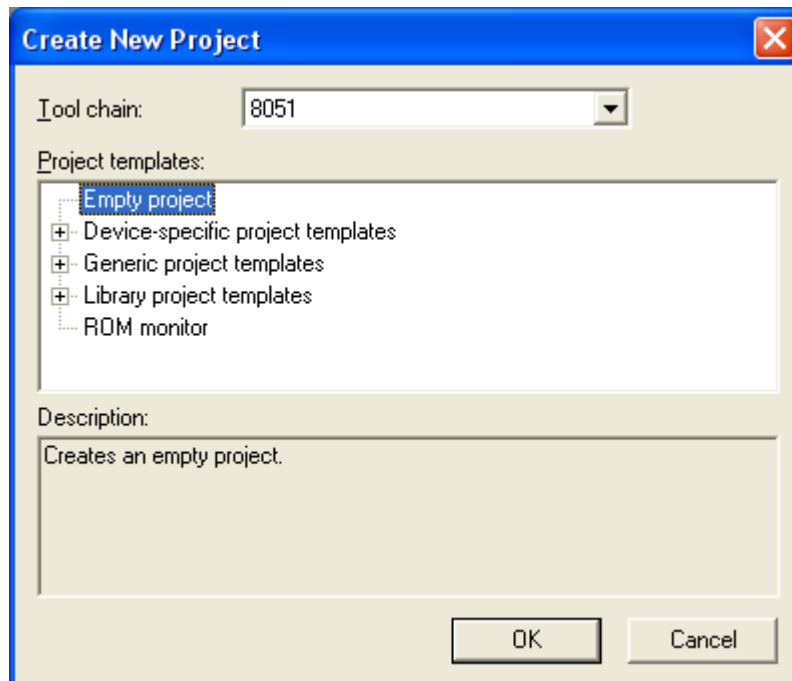 Create New Project
Tool chain: 8051
Project templates:
Empty project
Device-specific project templates
Generic project templates
Library project templates
ROM monitor
Description:
Creates an empty project.
OK Cancel